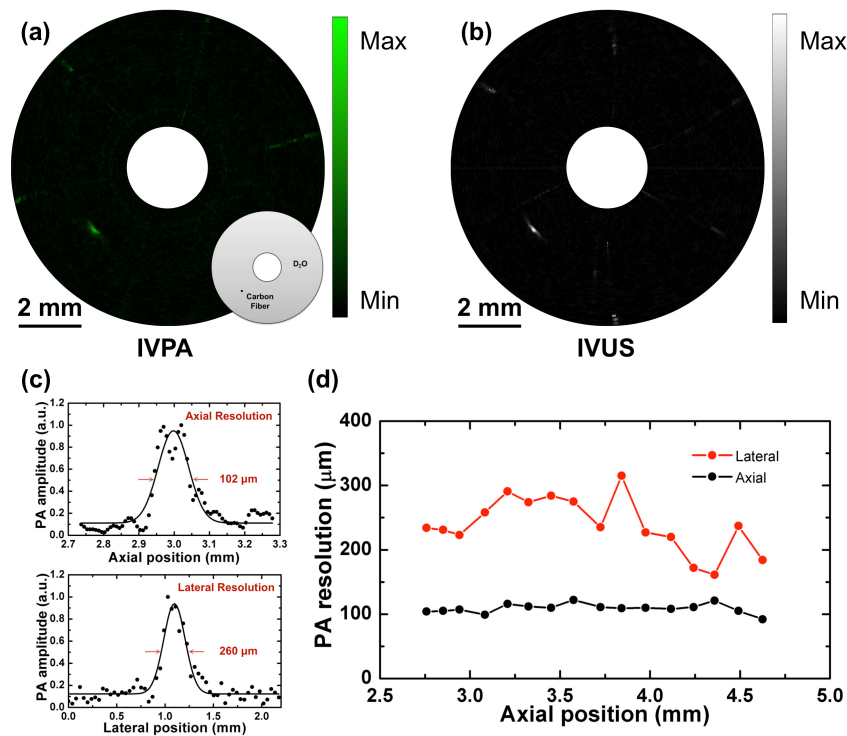 (a)
Max
D₂O
Carbon
Fiber
Min
2 mm
IVPA
(b)
Max
Min
2 mm
IVUS
(c)
PA amplitude (a.u.)
1.2
1.0
0.8
0.6
0.4
0.2
0.0
Axial Resolution
102 μm
2.7 2.8 2.9 3.0 3.1 3.2 3.3
Axial position (mm)
PA amplitude (a.u.)
1.2
1.0
0.8
0.6
0.4
0.2
0.0
Lateral Resolution
260 μm
0.0 0.5 1.0 1.5 2.0
Lateral position (mm)
(d)
PA resolution (μm)
400
300
200
100
0
Lateral
Axial
2.5 3.0 3.5 4.0 4.5 5.0
Axial position (mm)